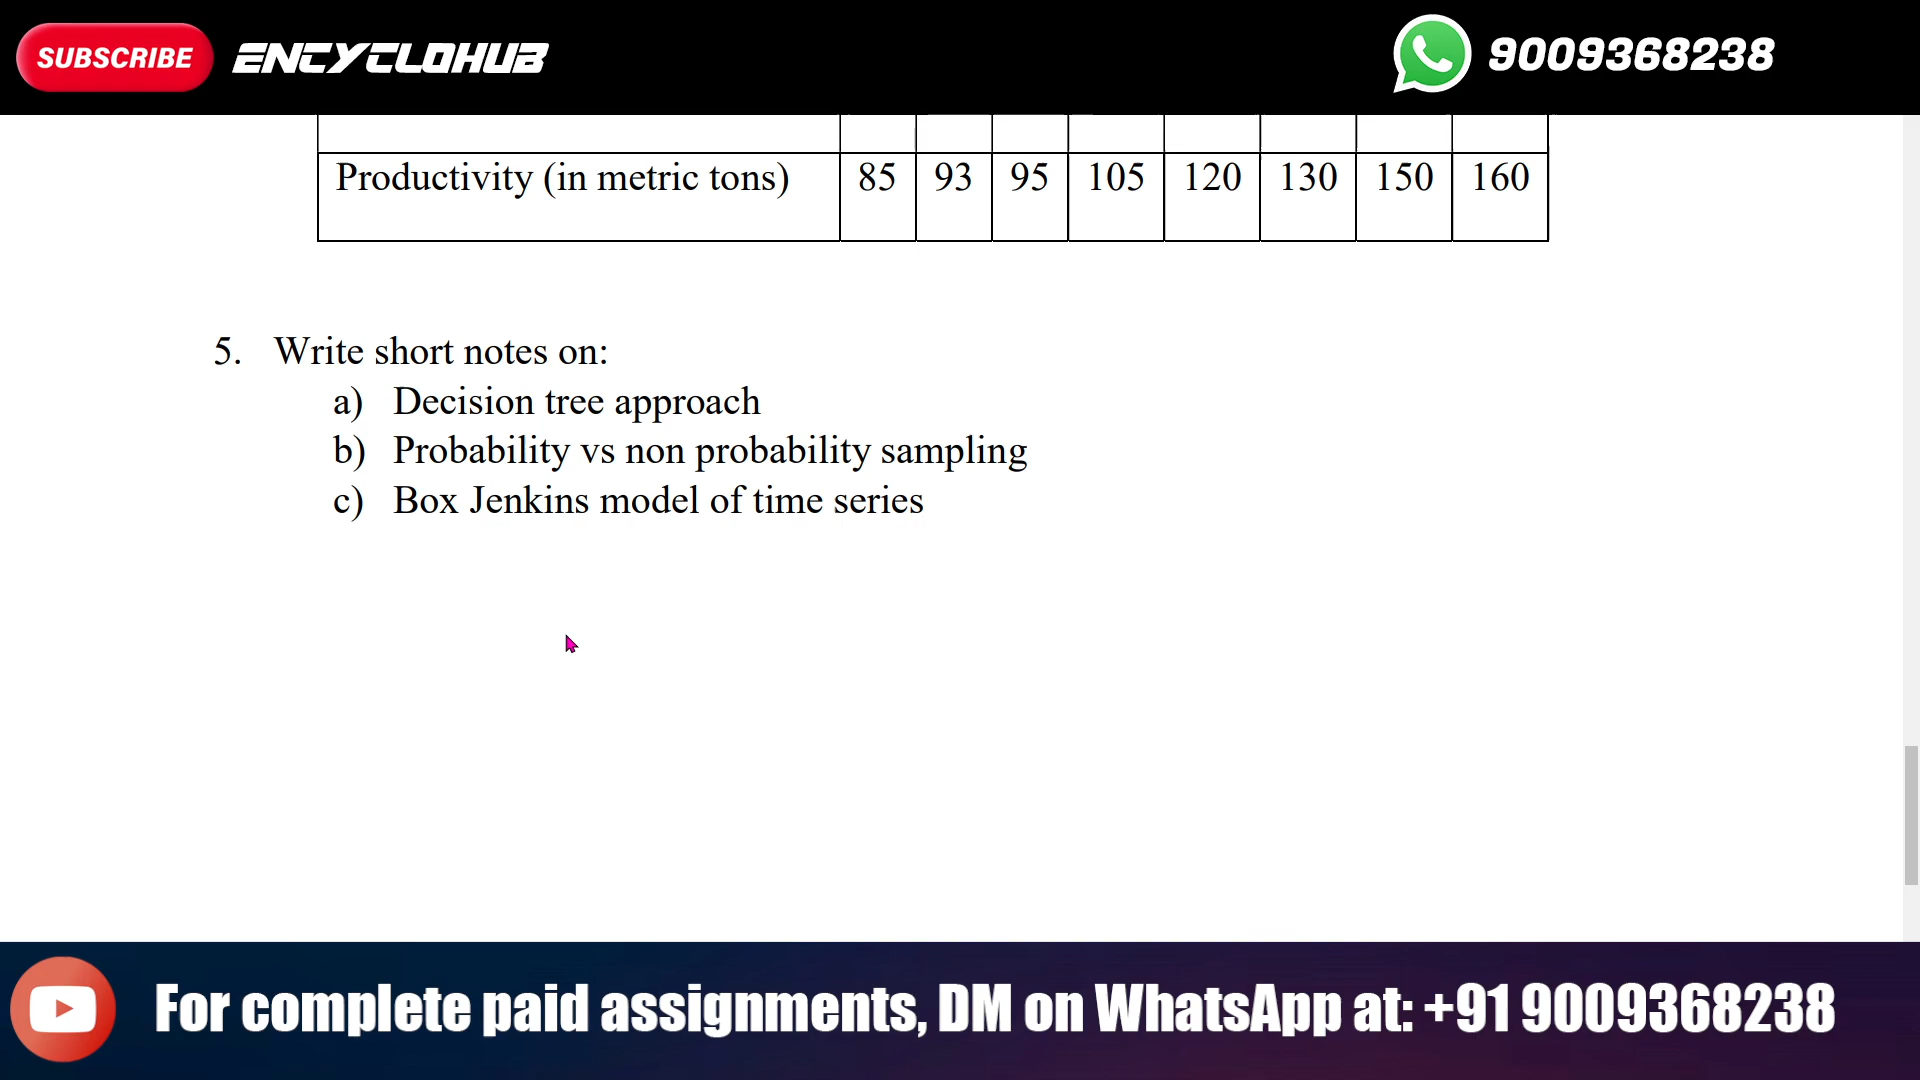 SUBSCRIBE ENCYCLOHUB 9009368238
Productivity (in metric tons) 85 93 95 105 120 130 150 160
5. Write short notes on:
a) Decision tree approach
b) Probability vs non probability sampling
c) Box Jenkins model of time series
For complete paid assignments, DM on WhatsApp at: +91 9009368238